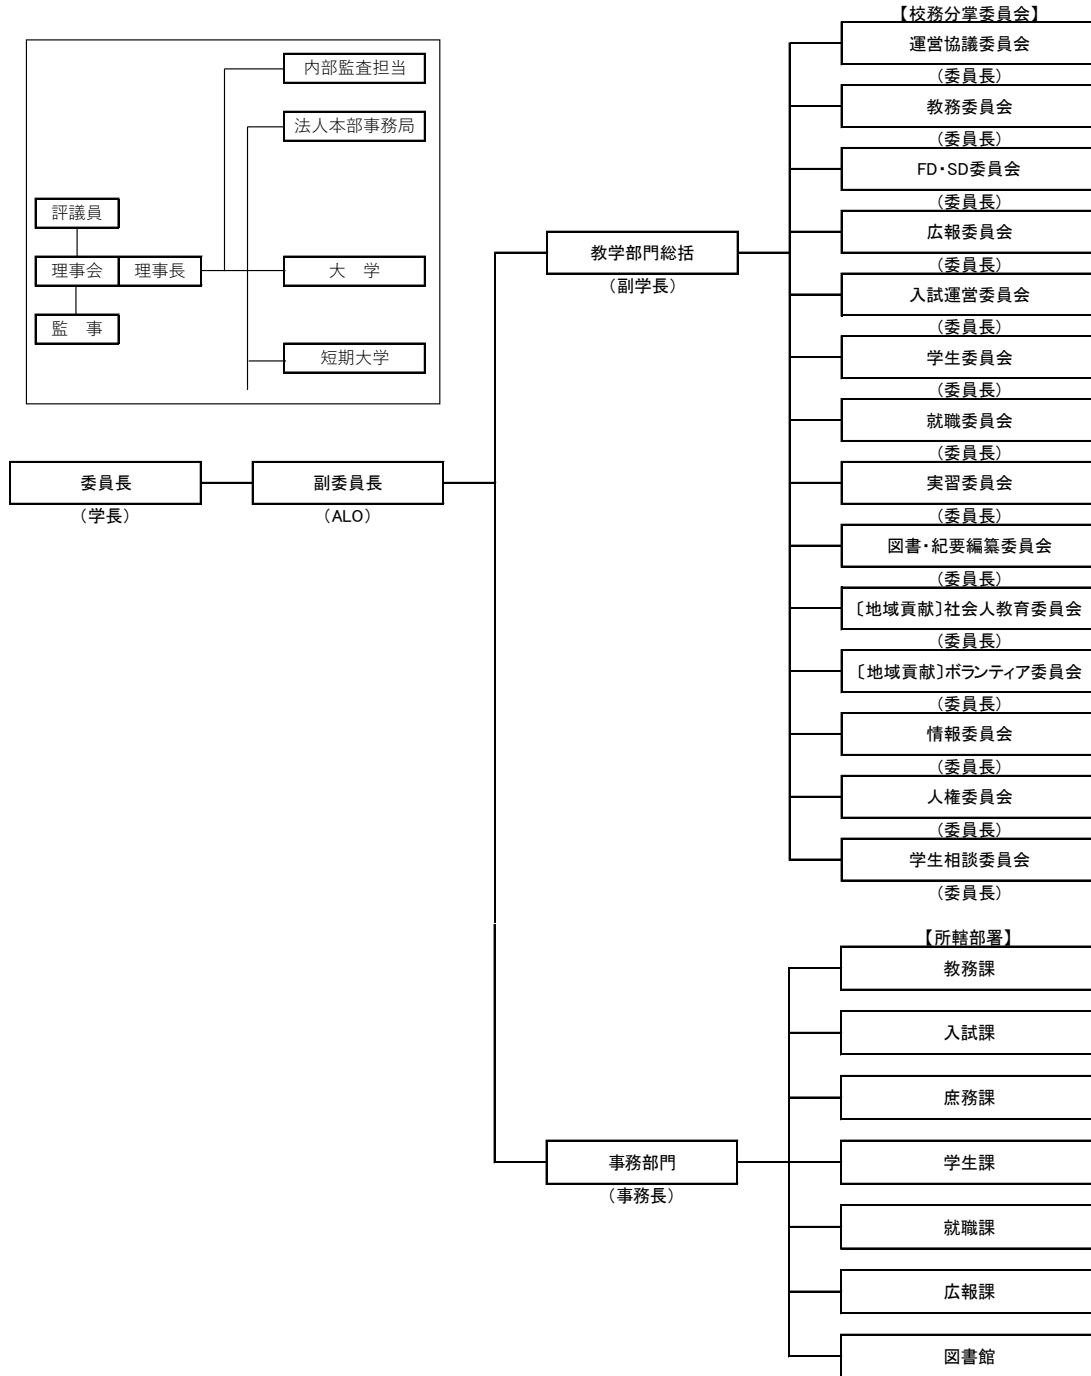 内部監査担当
法人本部事務局
評議員
理事会 理事長
大　学
監　事
短期大学
委員長
（学長）
副委員長
（ALO）
教学部門総括
（副学長）
【校務分掌委員会】
運営協議委員会
（委員長）
教務委員会
（委員長）
FD・SD委員会
（委員長）
広報委員会
（委員長）
入試運営委員会
（委員長）
学生委員会
（委員長）
就職委員会
（委員長）
実習委員会
（委員長）
図書・紀要編纂委員会
（委員長）
〔地域貢献〕社会人教育委員会
（委員長）
〔地域貢献〕ボランティア委員会
（委員長）
情報委員会
（委員長）
人権委員会
（委員長）
学生相談委員会
（委員長）
事務部門
（事務長）
【所轄部署】
教務課
入試課
庶務課
学生課
就職課
広報課
図書館